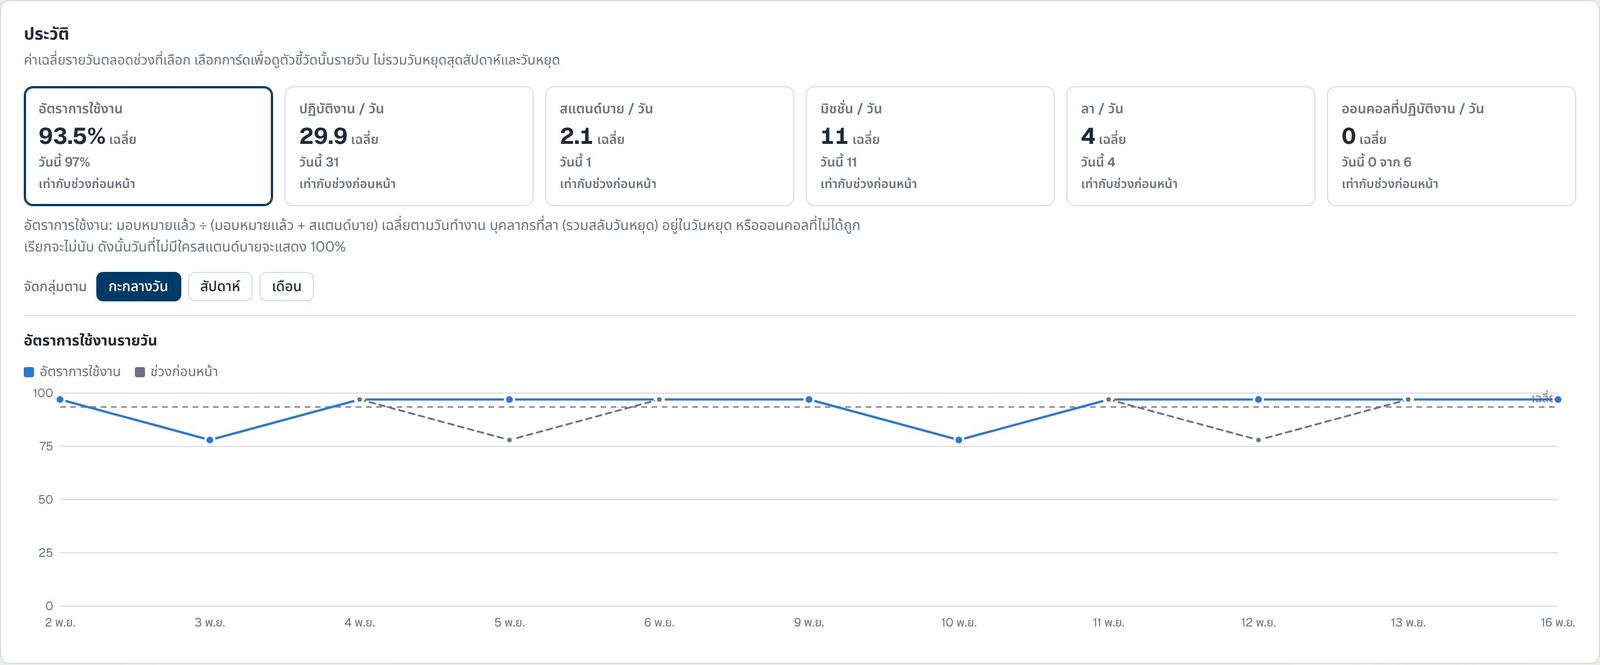 ประวัติ
ค่าเฉลี่ยรายวันตลอดช่วงที่เลือก เลือกการ์ดเพื่อดูตัวชี้วัดนั้นรายวัน ไม่รวมวันหยุดสุดสัปดาห์และวันหยุด
อัตราการใช้งาน
93.5% เฉลี่ย
วันนี้ 97%
เท่ากับช่วงก่อนหน้า
ปฏิบัติงาน / วัน
29.9 เฉลี่ย
วันนี้ 31
เท่ากับช่วงก่อนหน้า
สแตนด์บาย / วัน
2.1 เฉลี่ย
วันนี้ 1
เท่ากับช่วงก่อนหน้า
มิชชั่น / วัน
11 เฉลี่ย
วันนี้ 11
เท่ากับช่วงก่อนหน้า
ลา / วัน
4 เฉลี่ย
วันนี้ 4
เท่ากับช่วงก่อนหน้า
ออนคอลที่ปฏิบัติงาน / วัน
0 เฉลี่ย
วันนี้ 0 จาก 6
เท่ากับช่วงก่อนหน้า
อัตราการใช้งาน: มอบหมายแล้ว ÷ (มอบหมายแล้ว + สแตนด์บาย) เฉลี่ยตามวันทำงาน บุคลากรที่ลา (รวมสลับวันหยุด) อยู่ในวันหยุด หรือออนคอลที่ไม่ได้ถูก
เรียกจะไม่นับ ดังนั้นวันที่ไม่มีใครสแตนด์บายจะแสดง 100%
จัดกลุ่มตาม กะกลางวัน สัปดาห์ เดือน
อัตราการใช้งานรายวัน
อัตราการใช้งาน ช่วงก่อนหน้า
100
75
50
25
0
2 พ.ย. 3 พ.ย. 4 พ.ย. 5 พ.ย. 6 พ.ย. 9 พ.ย. 10 พ.ย. 11 พ.ย. 12 พ.ย. 13 พ.ย. 16 พ.ย.